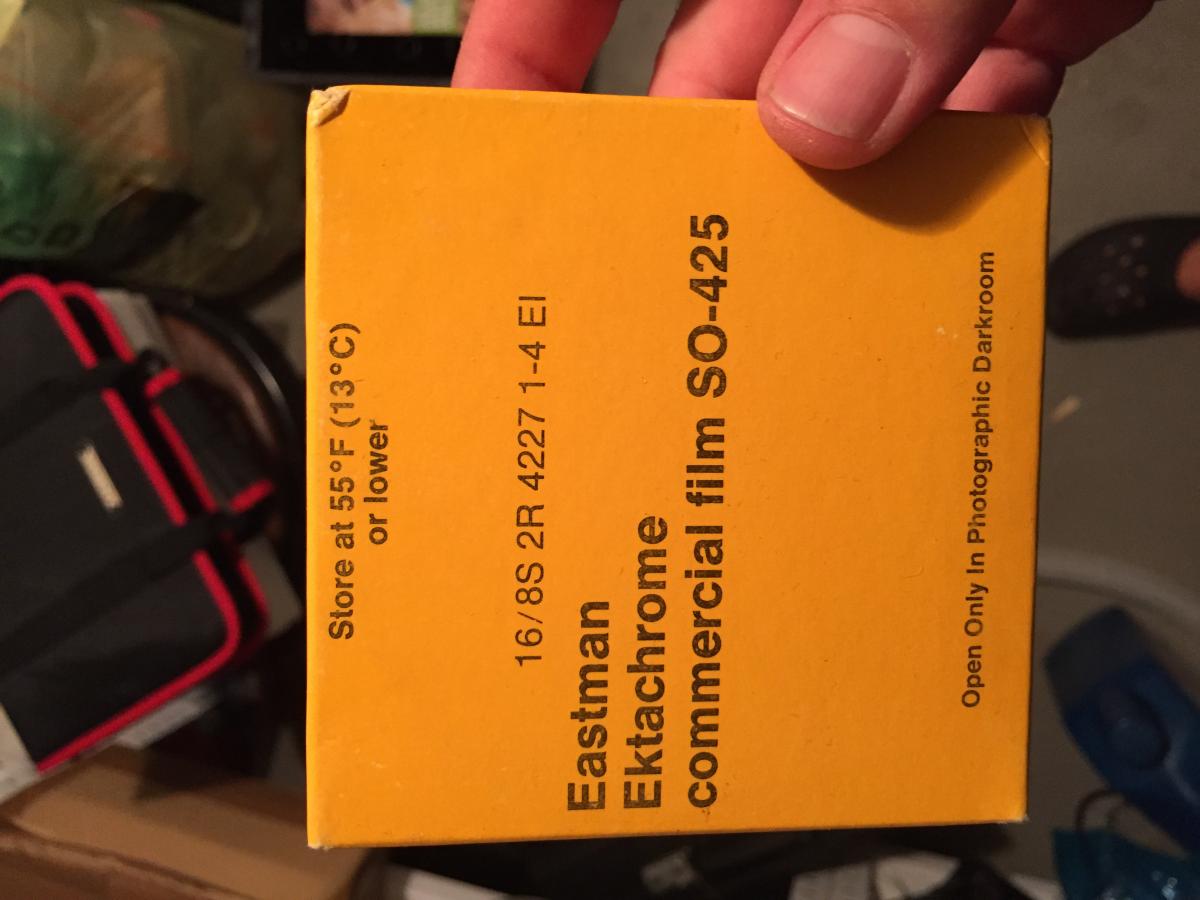 Store at 55°F (13°C)
or lower
16/8S 2R 4227 1-4 EI
Eastman
Ektachrome
commercial film SO-425
Open Only In Photographic Darkroom